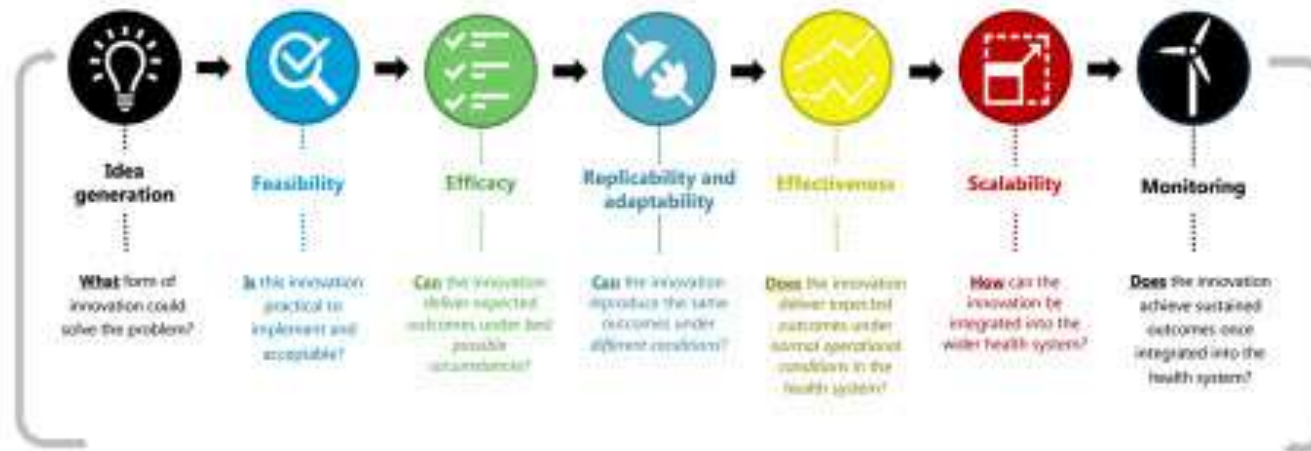 Idea
generation
Feasibility
Efficacy
Replicability and
adaptability
Effectiveness
Scalability
Monitoring
What form of
innovation could
solve the problem?
Is this innovation
practical to
implement and
acceptable?
Can the innovation
deliver expected
outcomes under best
possible
circumstances?
Can the innovation
reproduce the same
outcomes under
different conditions?
Does the innovation
deliver expected
outcomes under
normal operational
conditions in the
health system?
How can the
innovation be
integrated into the
wider health system?
Does the innovation
achieve sustained
outcomes once
integrated into the
health system?